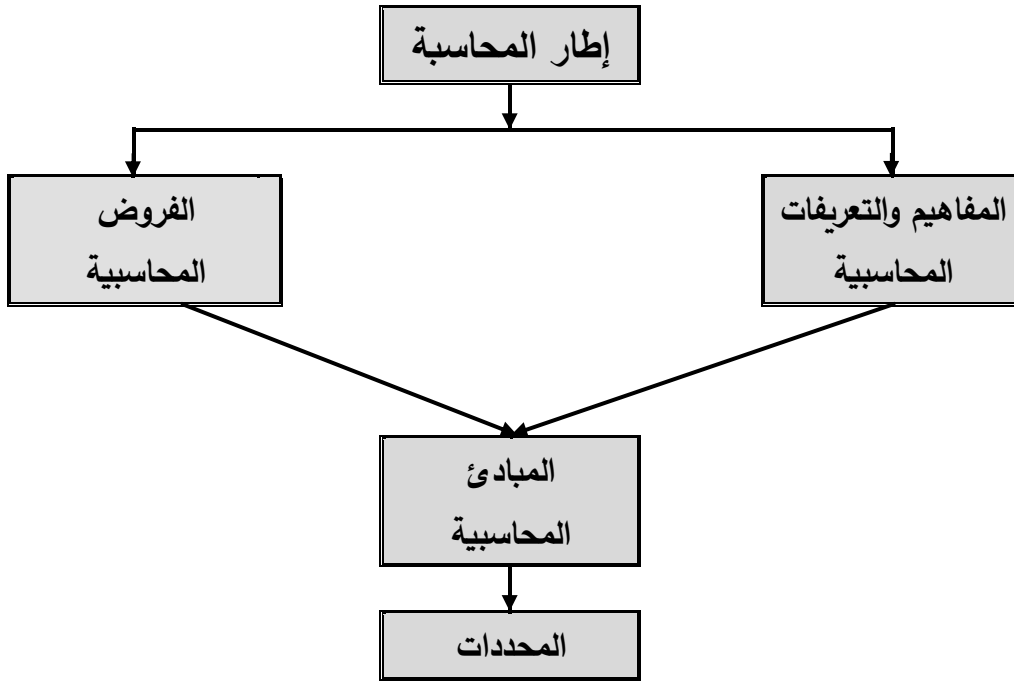 إطار المحاسبة
المفاهيم والتعريفات
المحاسبية
الفروض
المحاسبية
المبادئ
المحاسبية
المحددات